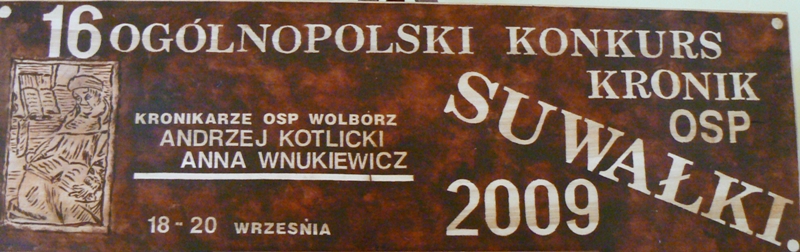 16 OGÓLNOPOLSKI KONKURS
KRONIK
OSP
SUWAŁKI
KRONIKARZE OSP WOLBÓRZ
ANDRZEJ KOTLICKI
ANNA WNUKIEWICZ
2009
18-20 WRZEŚNIA